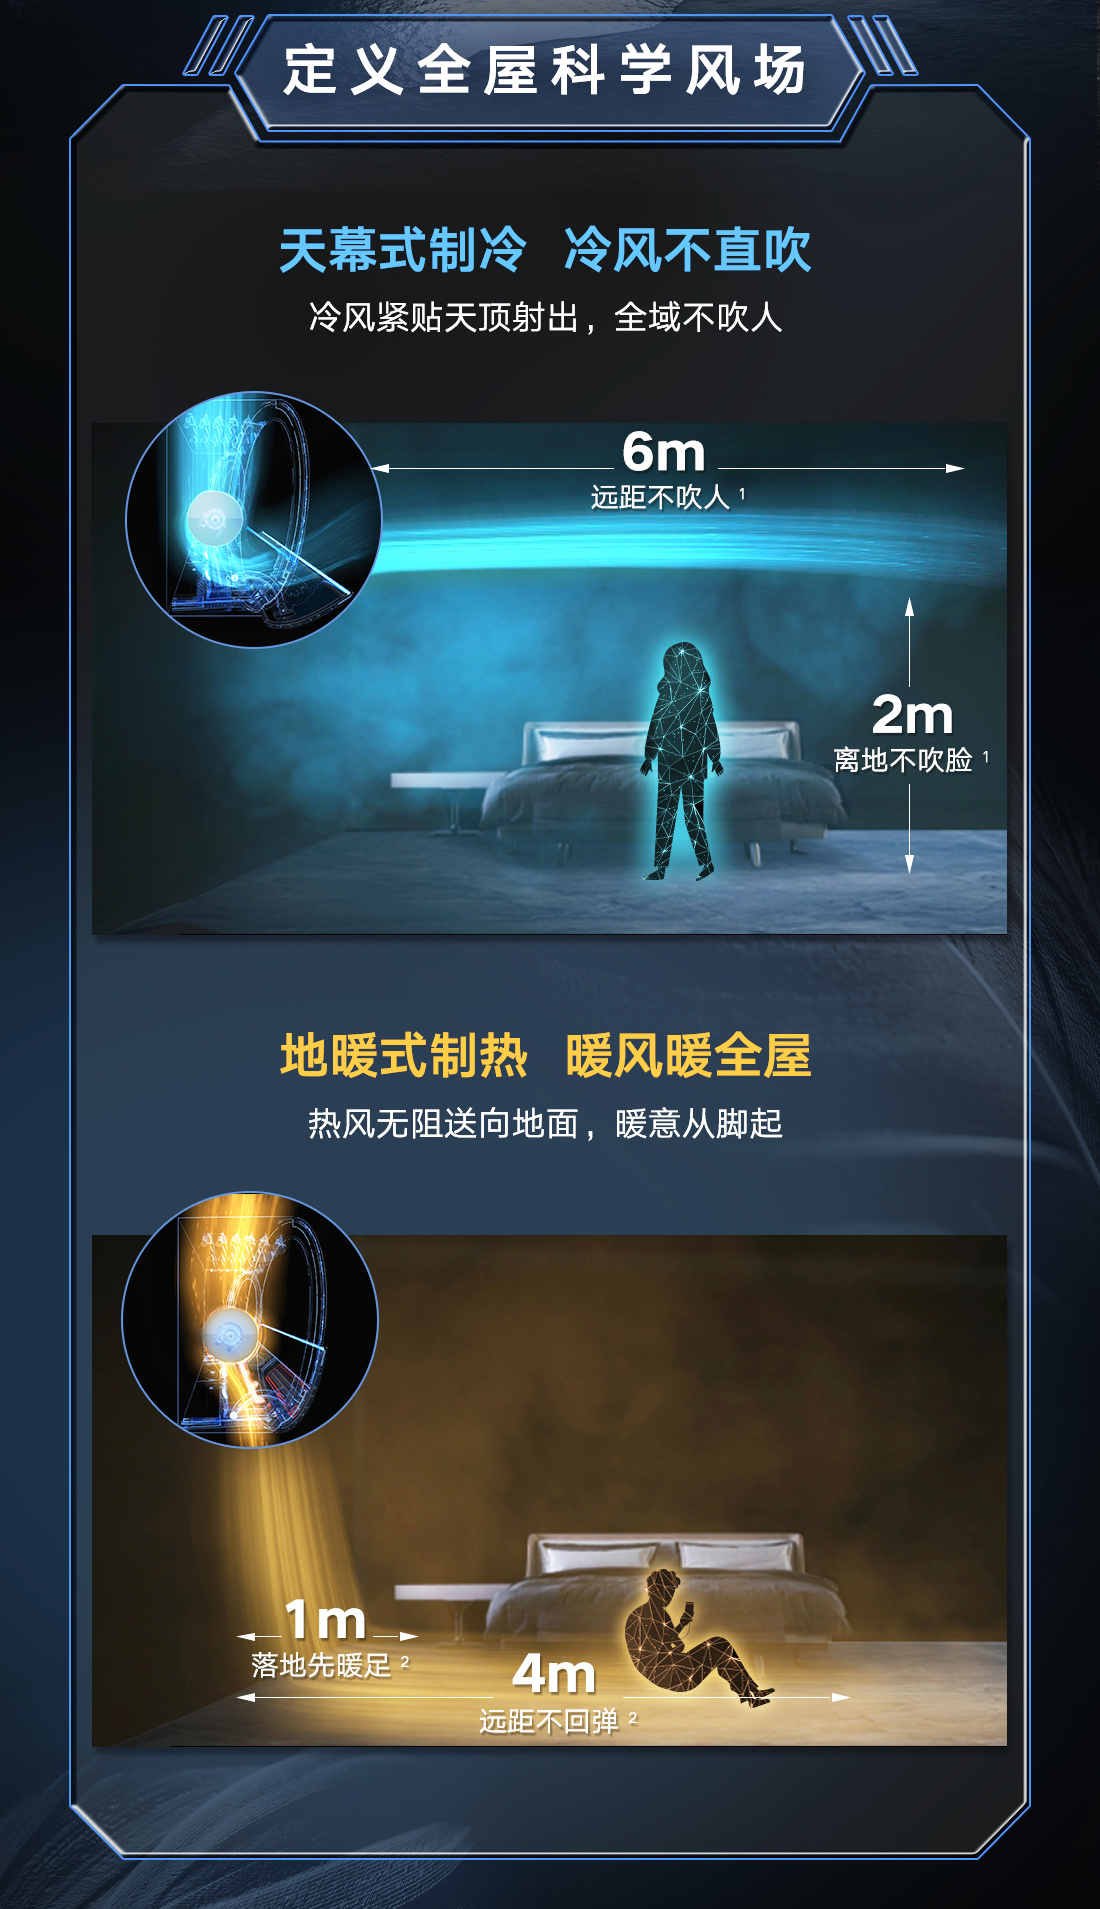 定义全屋科学风场
天幕式制冷 冷风不直吹
冷风紧贴天顶射出，全域不吹人
6m
远距不吹人 1
2m
离地不吹脸 1
地暖式制热 暖风暖全屋
热风无阻送向地面，暖意从脚起
1m
落地先暖足 2
4m
远距不回弹 2